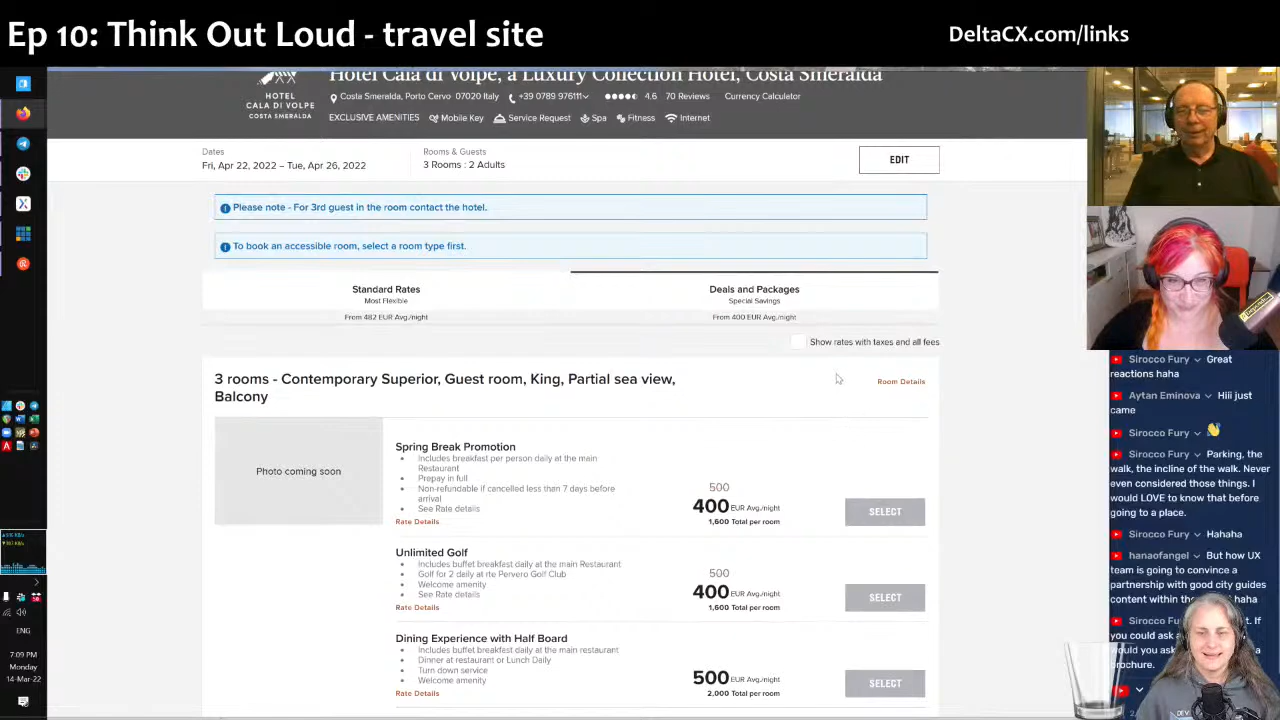 Ep 10: Think Out Loud - travel site
DeltaCX.com/links
Hotel Cala di Volpe, a Luxury Collection Hotel, Costa Smeralda
HOTEL
CALA DI VOLPE
COSTA SMERALDA
Costa Smeralda, Porto Cervo 07020 Italy
+39 0789 976111
4.6
70 Reviews
Currency Calculator
EXCLUSIVE AMENITIES
Mobile Key
Service Request
Spa
Fitness
Internet
Dates
Fri, Apr 22, 2022 – Tue, Apr 26, 2022
Rooms & Guests
3 Rooms : 2 Adults
EDIT
Please note - For 3rd guest in the room contact the hotel.
To book an accessible room, select a room type first.
Standard Rates
Most Flexible
From 482 EUR Avg./night
Deals and Packages
Special Savings
From 400 EUR Avg./night
Show rates with taxes and all fees
3 rooms - Contemporary Superior, Guest room, King, Partial sea view,
Balcony
Room Details
Photo coming soon
Spring Break Promotion
Includes breakfast per person daily at the main
Restaurant
Prepay in full
Non-refundable if cancelled less than 7 days before
arrival
See Rate details
Rate Details
500
400 EUR Avg./night
1,600 Total per room
SELECT
Unlimited Golf
Includes buffet breakfast daily at the main Restaurant
Golf for 2 daily at rte Pervero Golf Club
Welcome amenity
See Rate details
Rate Details
500
400 EUR Avg./night
1,600 Total per room
SELECT
Dining Experience with Half Board
Includes buffet breakfast daily at the main restaurant
Dinner at restaurant or Lunch Daily
Turn down service
Welcome amenity
Rate Details
500 EUR Avg./night
2,000 Total per room
SELECT
Sirocco Fury Great
reactions haha
Aytan Eminova Hiii just
came
Sirocco Fury
Sirocco Fury Parking, the
walk, the incline of the walk. Never
even considered those things. I
would LOVE to know that before
going to a place.
Sirocco Fury Hahaha
hanaofangel But how UX
team is going to convince a
partnership with good city guides
content within the haha
Sirocco If
you could ask a
would you ask a
brochure.
ENG
7:09 PM
Monday
14-Mar-22